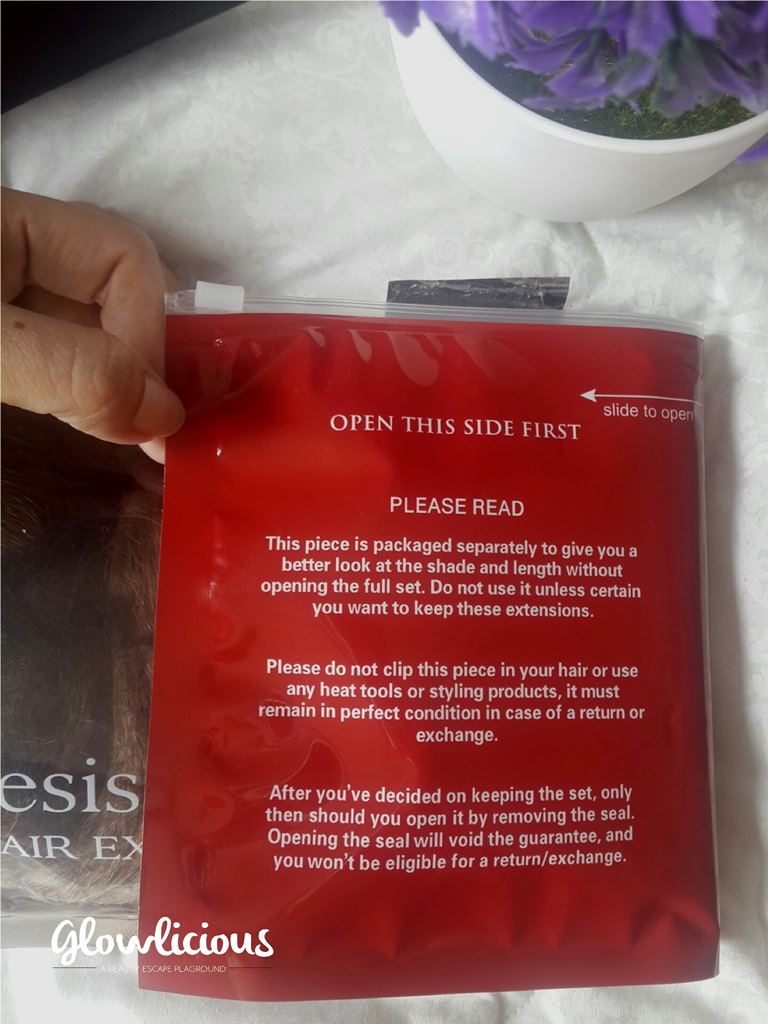 OPEN THIS SIDE FIRST
slide to open
PLEASE READ
This piece is packaged separately to give you a
better look at the shade and length without
opening the full set. Do not use it unless certain
you want to keep these extensions.
Please do not clip this piece in your hair or use
any heat tools or styling products, it must
remain in perfect condition in case of a return or
exchange.
After you've decided on keeping the set, only
then should you open it by removing the seal.
Opening the seal will void the guarantee, and
you won't be eligible for a return/exchange.
esis
AIR EX
Glowlicious
A BEAUTY ESCAPE PLAGROUND